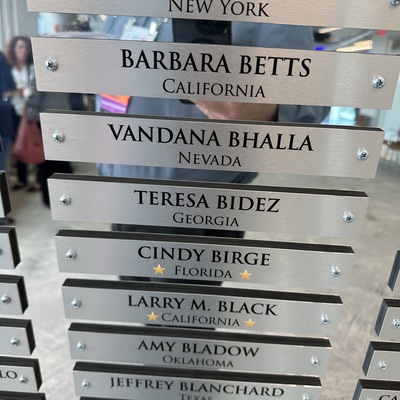 NEW YORK
BARBARA BETTS
CALIFORNIA
VANDANA BHALLA
NEVADA
TERESA BIDEZ
GEORGIA
CINDY BIRGE
FLORIDA
LARRY M. BLACK
CALIFORNIA
AMY BLADOW
OKLAHOMA
JEFFREY BLANCHARD
TEXAS